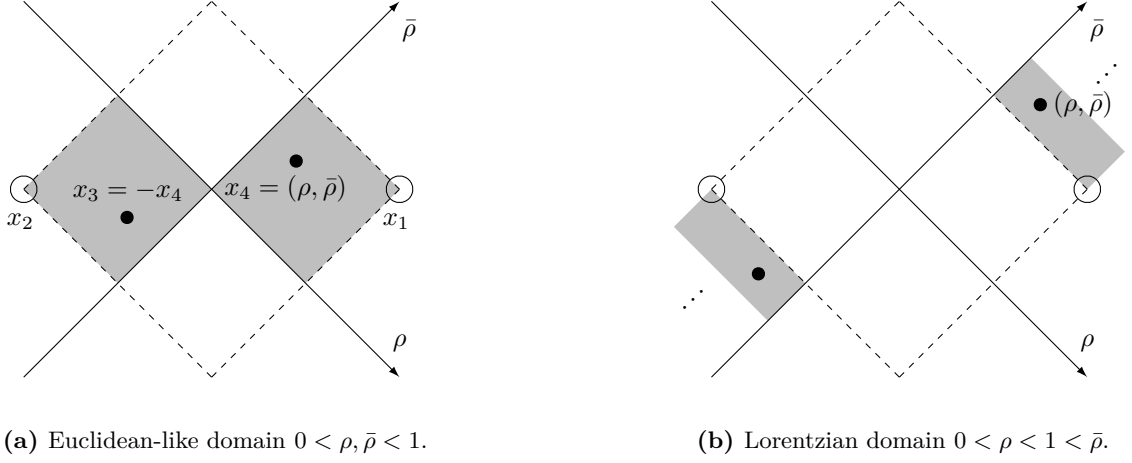 ρ̄
x₃ = −x₄
x₄ = (ρ, ρ̄)
x₂
x₁
ρ
(a) Euclidean-like domain 0 < ρ, ρ̄ < 1.
ρ̄
(ρ, ρ̄)
ρ
(b) Lorentzian domain 0 < ρ < 1 < ρ̄.